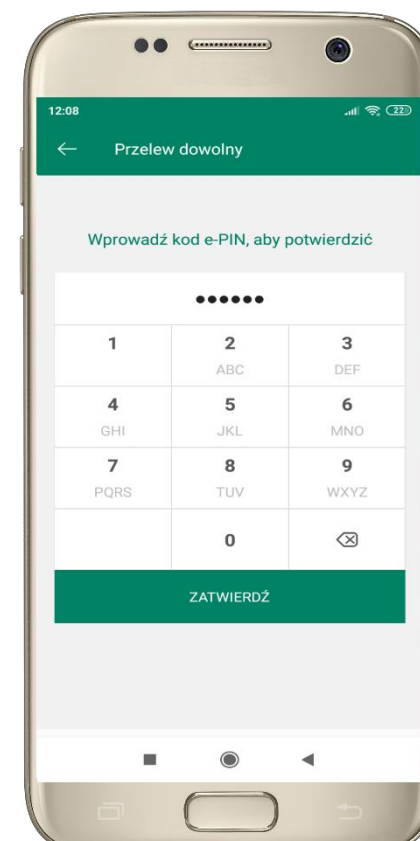 12:08
22
Przelew dowolny
Wprowadź kod e-PIN, aby potwierdzić
••••••
1 2 3
ABC DEF
4 5 6
GHI JKL MNO
7 8 9
PQRS TUV WXYZ
0
ZATWIERDŹ